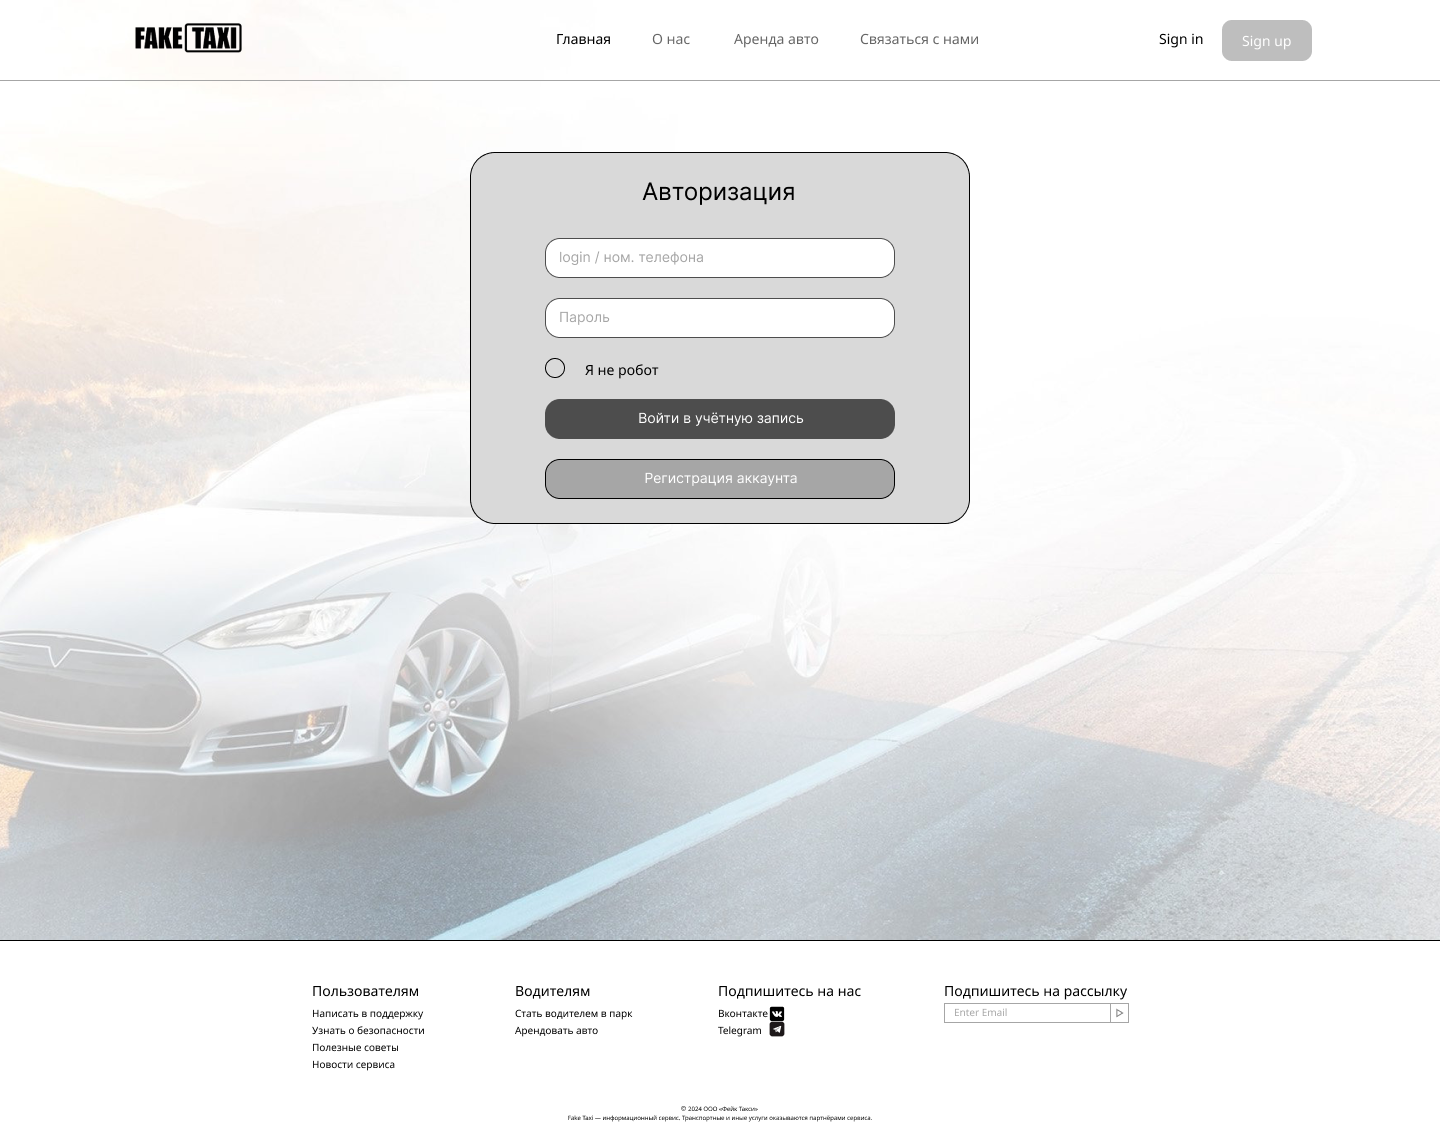 FAKE TAXI
Главная
О нас
Аренда авто
Связаться с нами
Sign in
Sign up
Авторизация
login / ном. телефона
Пароль
Я не робот
Войти в учётную запись
Регистрация аккаунта
Пользователям
Написать в поддержку
Узнать о безопасности
Полезные советы
Новости сервиса
Водителям
Стать водителем в парк
Арендовать авто
Подпишитесь на нас
Вконтакте
Telegram
Подпишитесь на рассылку
Enter Email
© 2024 ООО «Фейк Такси»
Fake Taxi — информационный сервис. Транспортные и иные услуги оказываются партнёрами сервиса.